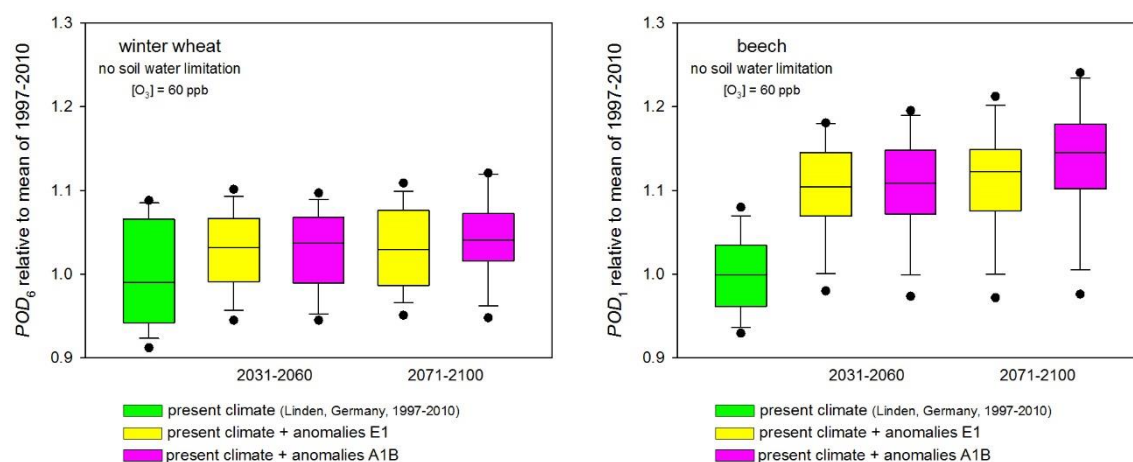 POD6 relative to mean of 1997-2010
1.3
1.2
1.1
1.0
0.9
winter wheat
no soil water limitation
[O3] = 60 ppb
2031-2060
2071-2100
present climate (Linden, Germany, 1997-2010)
present climate + anomalies E1
present climate + anomalies A1B
POD1 relative to mean of 1997-2010
1.3
1.2
1.1
1.0
0.9
beech
no soil water limitation
[O3] = 60 ppb
2031-2060
2071-2100
present climate (Linden, Germany, 1997-2010)
present climate + anomalies E1
present climate + anomalies A1B